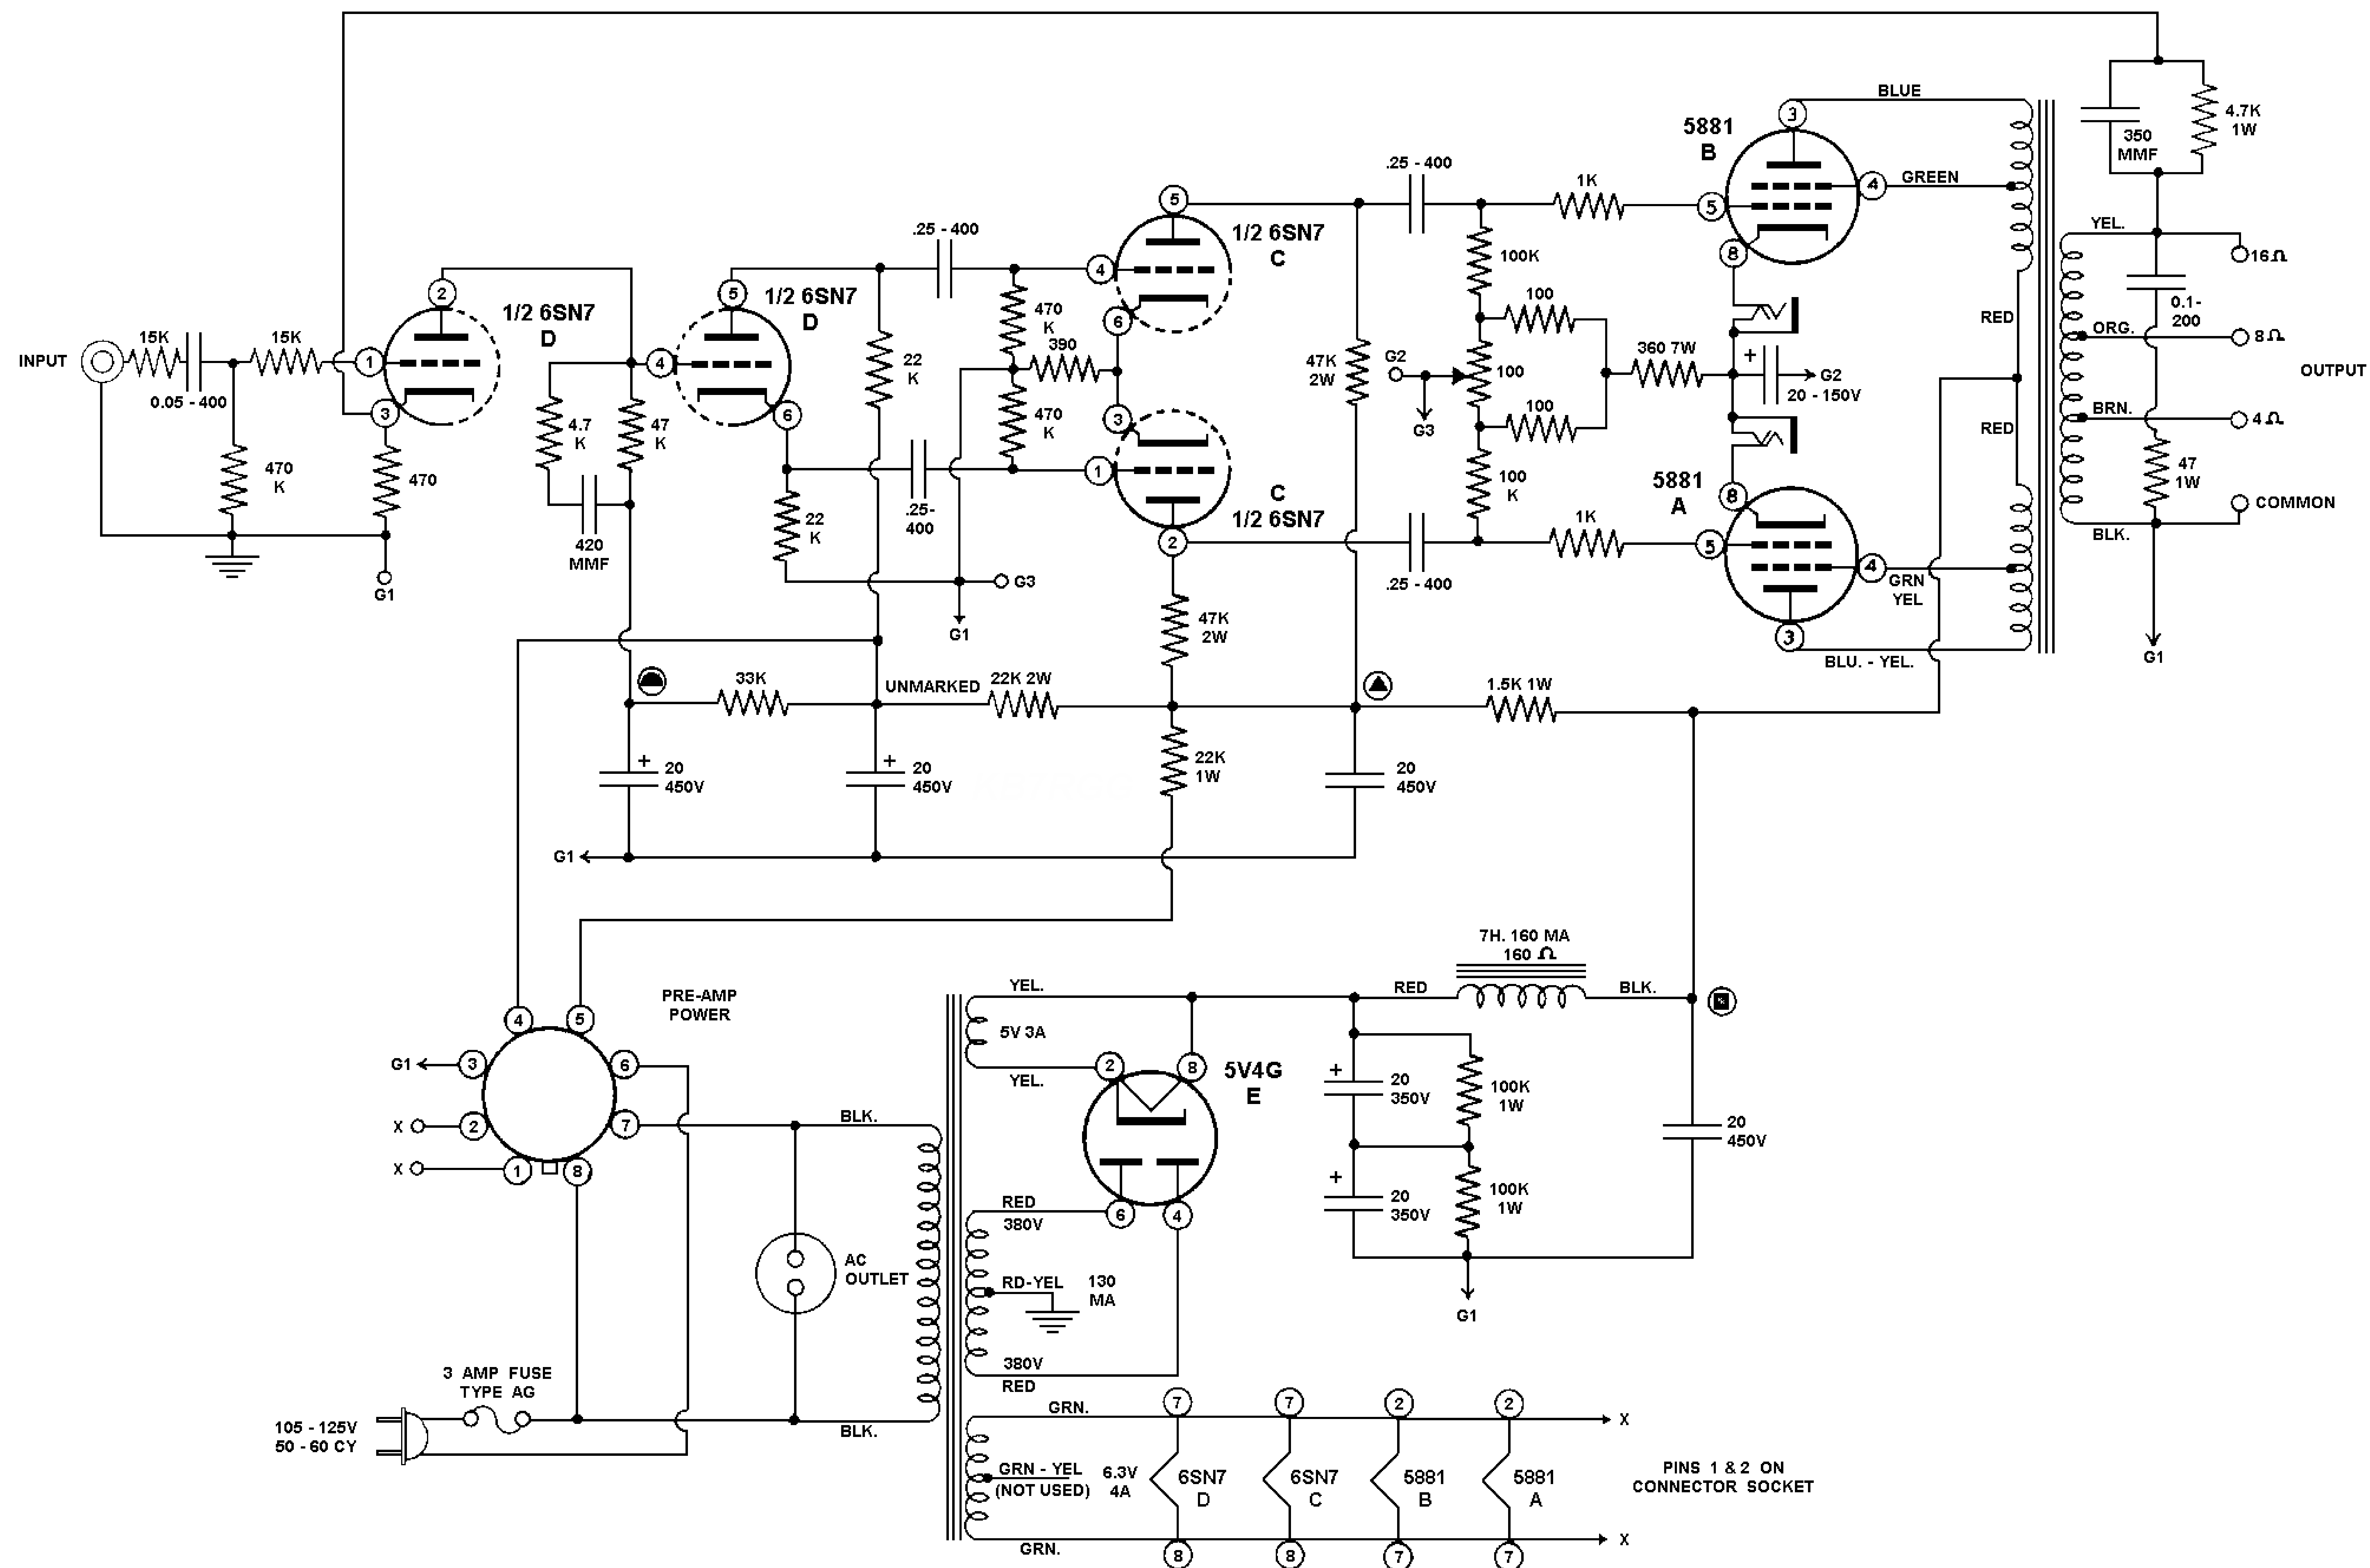 BLUE
5881
B
3
350
MMF
4.7K
1W
.25 - 400
1K
GREEN
4
5
5
1/2 6SN7
C
YEL.
16Ω
.25 - 400
4
100K
8
2
1/2 6SN7
D
5
1/2 6SN7
D
470
K
6
100
RED
0.1-
200
15K
15K
INPUT
1
0.05 - 400
4
22
K
390
47K
2W
G2
100
360 7W
+
G2
20 - 150V
ORG.
8Ω
OUTPUT
3
4.7
K
47
K
6
470
K
3
G3
100
RED
BRN.
4Ω
470
K
470
1
.25-
400
C
1/2 6SN7
100
K
5881
A
8
47
1W
COMMON
22
K
420
MMF
2
.25 - 400
1K
5
4
GRN
YEL
BLK.
G1
G3
G1
47K
2W
3
BLU. - YEL.
G1
33K
UNMARKED
22K 2W
1.5K 1W
+
20
450V
+
20
450V
22K
1W
20
450V
G1
7H. 160 MA
160 Ω
PRE-AMP
POWER
4
5
YEL.
RED
BLK.
5V 3A
G1
3
6
YEL.
2
8
5V4G
E
+
20
350V
100K
1W
X
2
7
BLK.
20
450V
X
1
8
+
20
350V
100K
1W
RED
380V
6
4
AC
OUTLET
RD-YEL
130
MA
G1
3 AMP FUSE
TYPE AG
380V
RED
105 - 125V
50 - 60 CY
BLK.
GRN.
7
7
2
2
X
GRN - YEL
(NOT USED)
6.3V
4A
6SN7
D
6SN7
C
5881
B
5881
A
PINS 1 & 2 ON
CONNECTOR SOCKET
GRN.
8
8
7
7
X